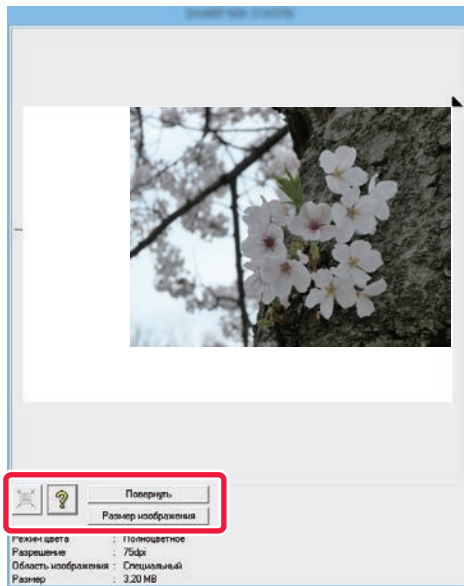 Повернуть
?
Размер изображения
Режим цвета : Полноцветное
Разрешение : 75dpi
Область изображения : Специальный
Размер : 3.20 MB